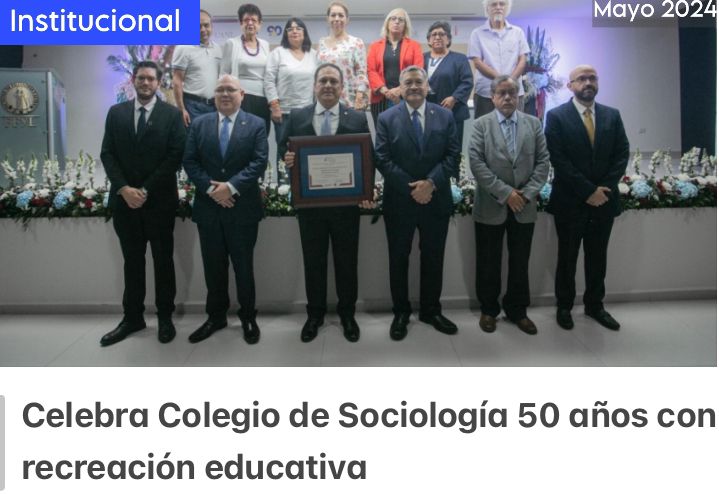 Institucional
Mayo 2024
Celebra Colegio de Sociología 50 años con
recreación educativa